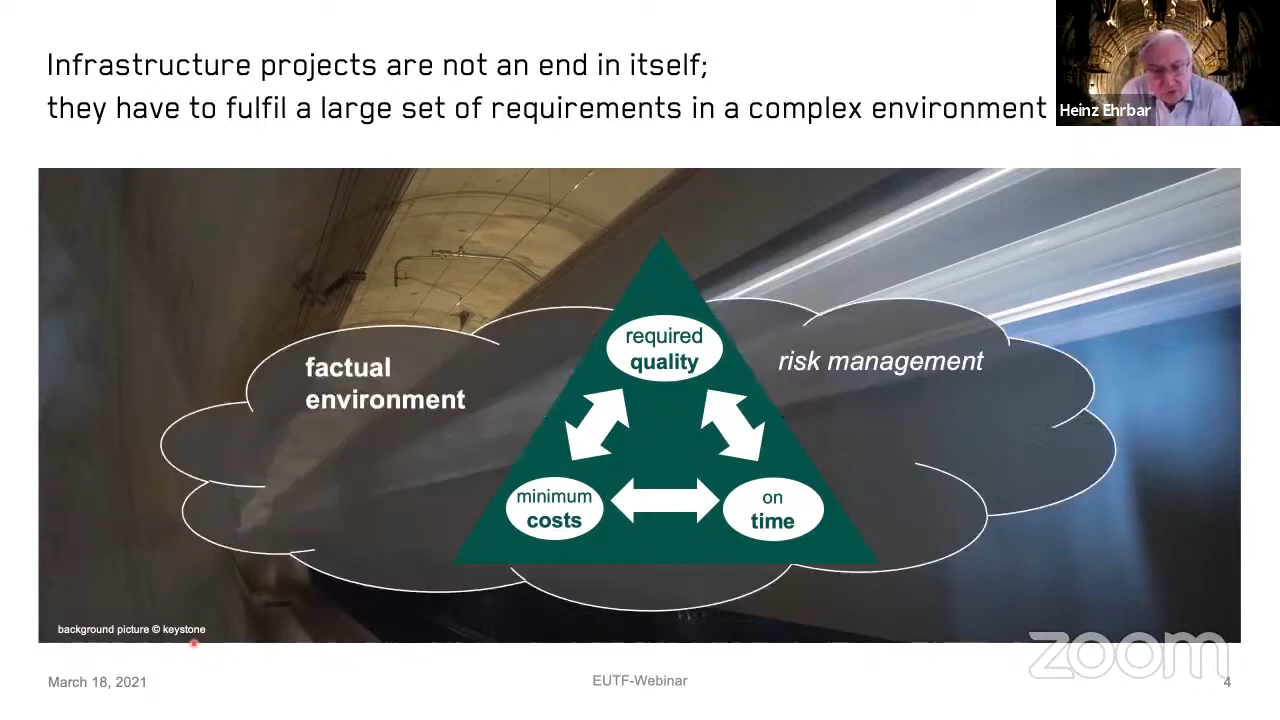 Infrastructure projects are not an end in itself;
they have to fulfil a large set of requirements in a complex environment
Heinz Ehrbar
factual
environment
required
quality
risk management
minimum
costs
on
time
background picture © keystone
March 18, 2021
EUTF-Webinar
4
zoom